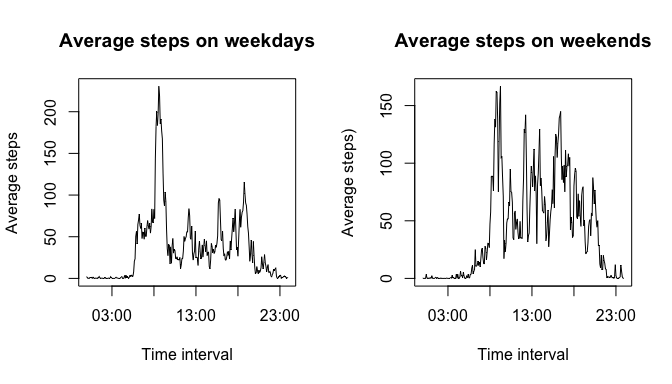 Average steps on weekdays
Average steps
0
50
100
150
200
03:00
13:00
23:00
Time interval
Average steps on weekends
Average steps)
0
50
100
150
03:00
13:00
23:00
Time interval